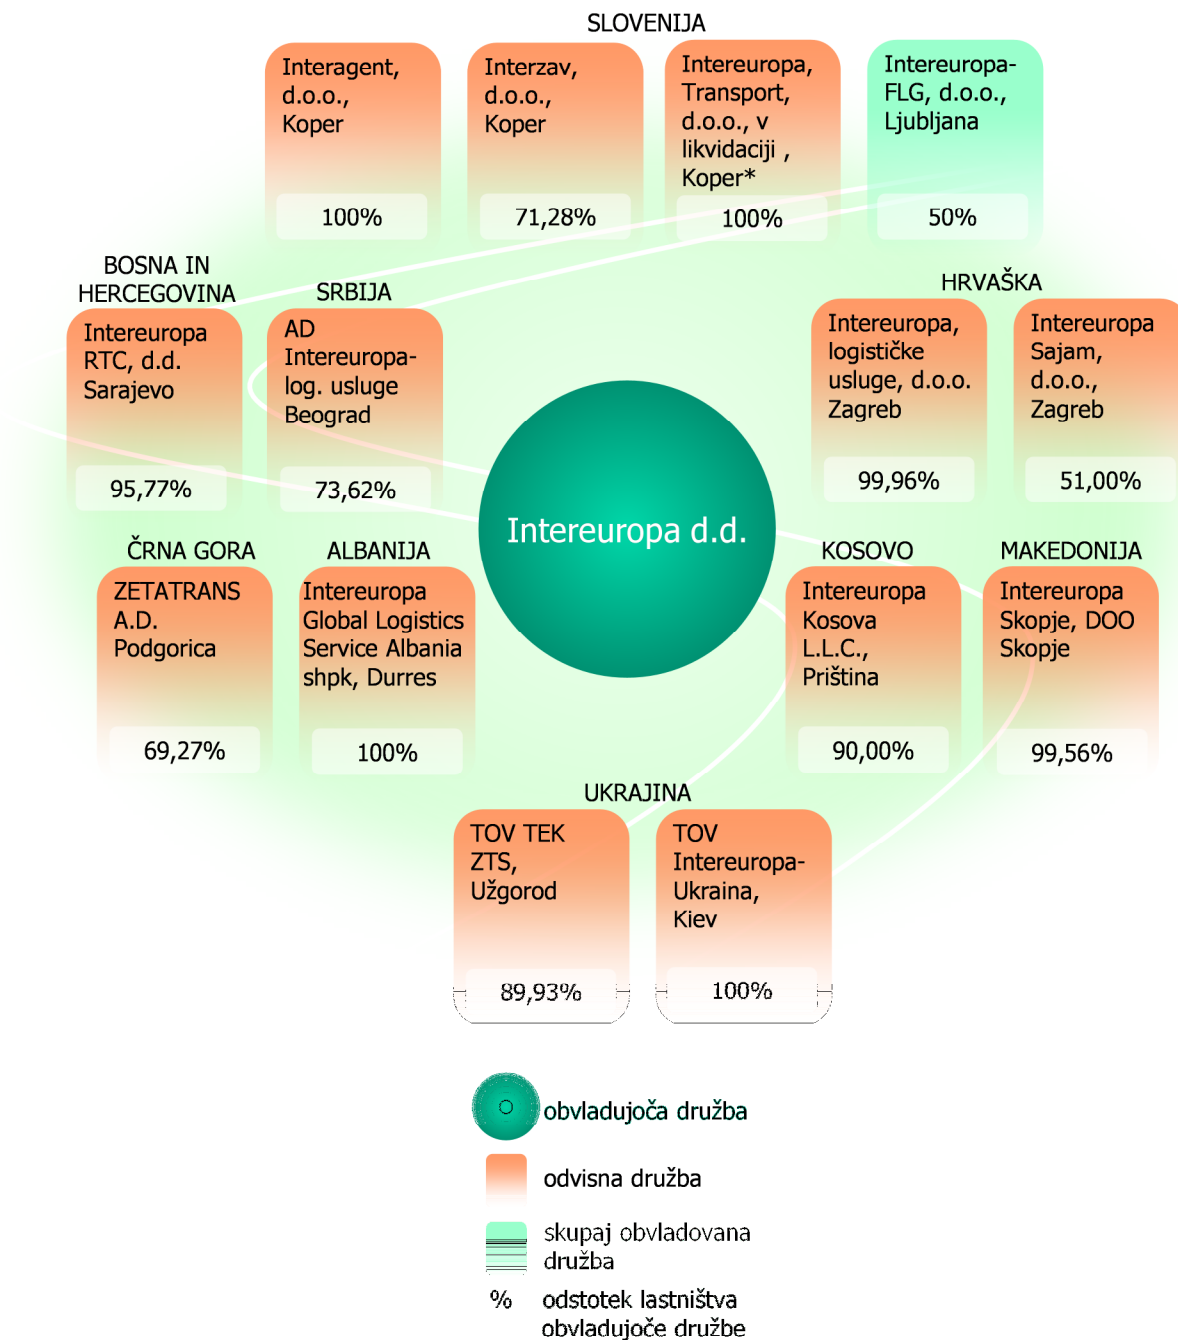 SLOVENIJA
Interagent,
d.o.o.,
Koper
100%
Interzav,
d.o.o.,
Koper
71,28%
Intereuropa,
Transport,
d.o.o., v
likvidaciji ,
Koper*
100%
Intereuropa-
FLG, d.o.o.,
Ljubljana
50%
BOSNA IN
HERCEGOVINA
Intereuropa
RTC, d.d.
Sarajevo
95,77%
SRBIJA
AD
Intereuropa-
log. usluge
Beograd
73,62%
HRVAŠKA
Intereuropa,
logističke
usluge, d.o.o.
Zagreb
99,96%
Intereuropa
Sajam,
d.o.o.,
Zagreb
51,00%
Intereuropa d.d.
ČRNA GORA
ZETATRANS
A.D.
Podgorica
69,27%
ALBANIJA
Intereuropa
Global Logistics
Service Albania
shpk, Durres
100%
KOSOVO
Intereuropa
Kosova
L.L.C.,
Priština
90,00%
MAKEDONIJA
Intereuropa
Skopje, DOO
Skopje
99,56%
UKRAJINA
TOV TEK
ZTS,
Užgorod
89,93%
TOV
Intereuropa-
Ukraina,
Kiev
100%
obvladujoča družba
odvisna družba
skupaj obvladovana
družba
% odstotek lastništva
obvladujoče družbe